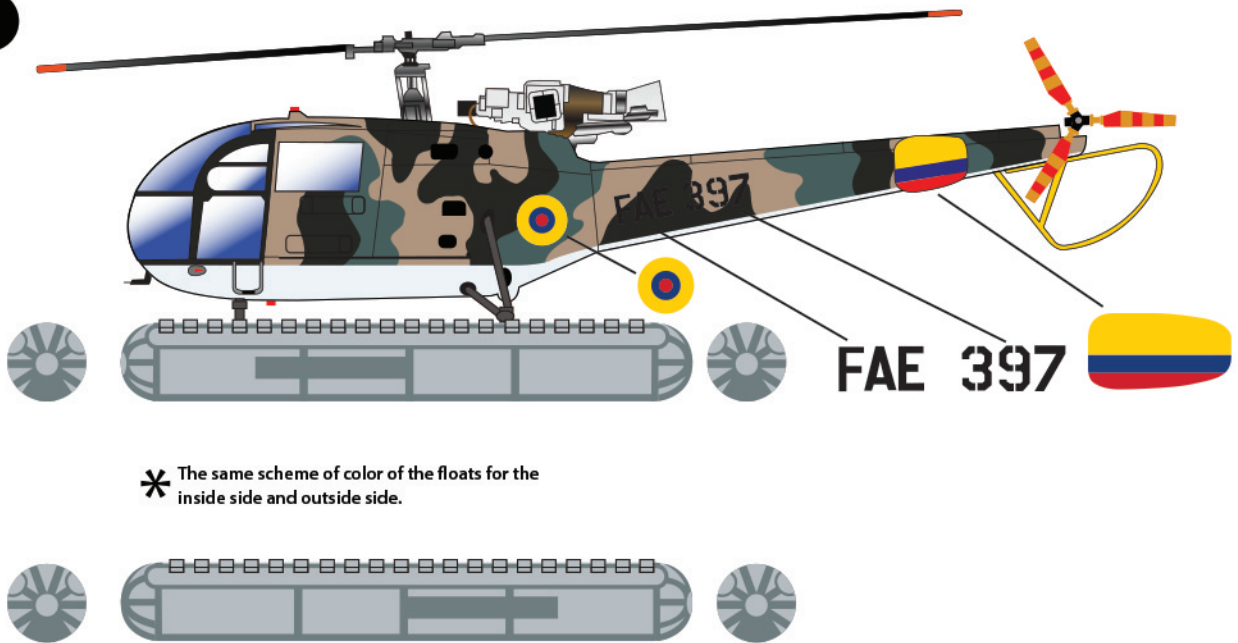 FAE 397
FAE 397
* The same scheme of color of the floats for the
inside side and outside side.